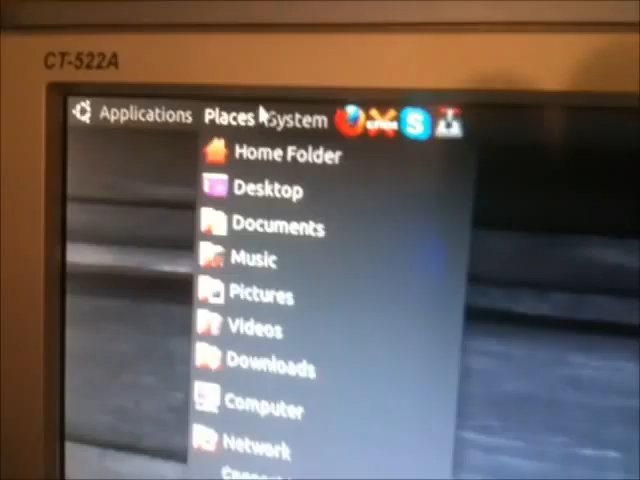 CT-522A
Applications Places System
Home Folder
Desktop
Documents
Music
Pictures
Videos
Downloads
Computer
Network